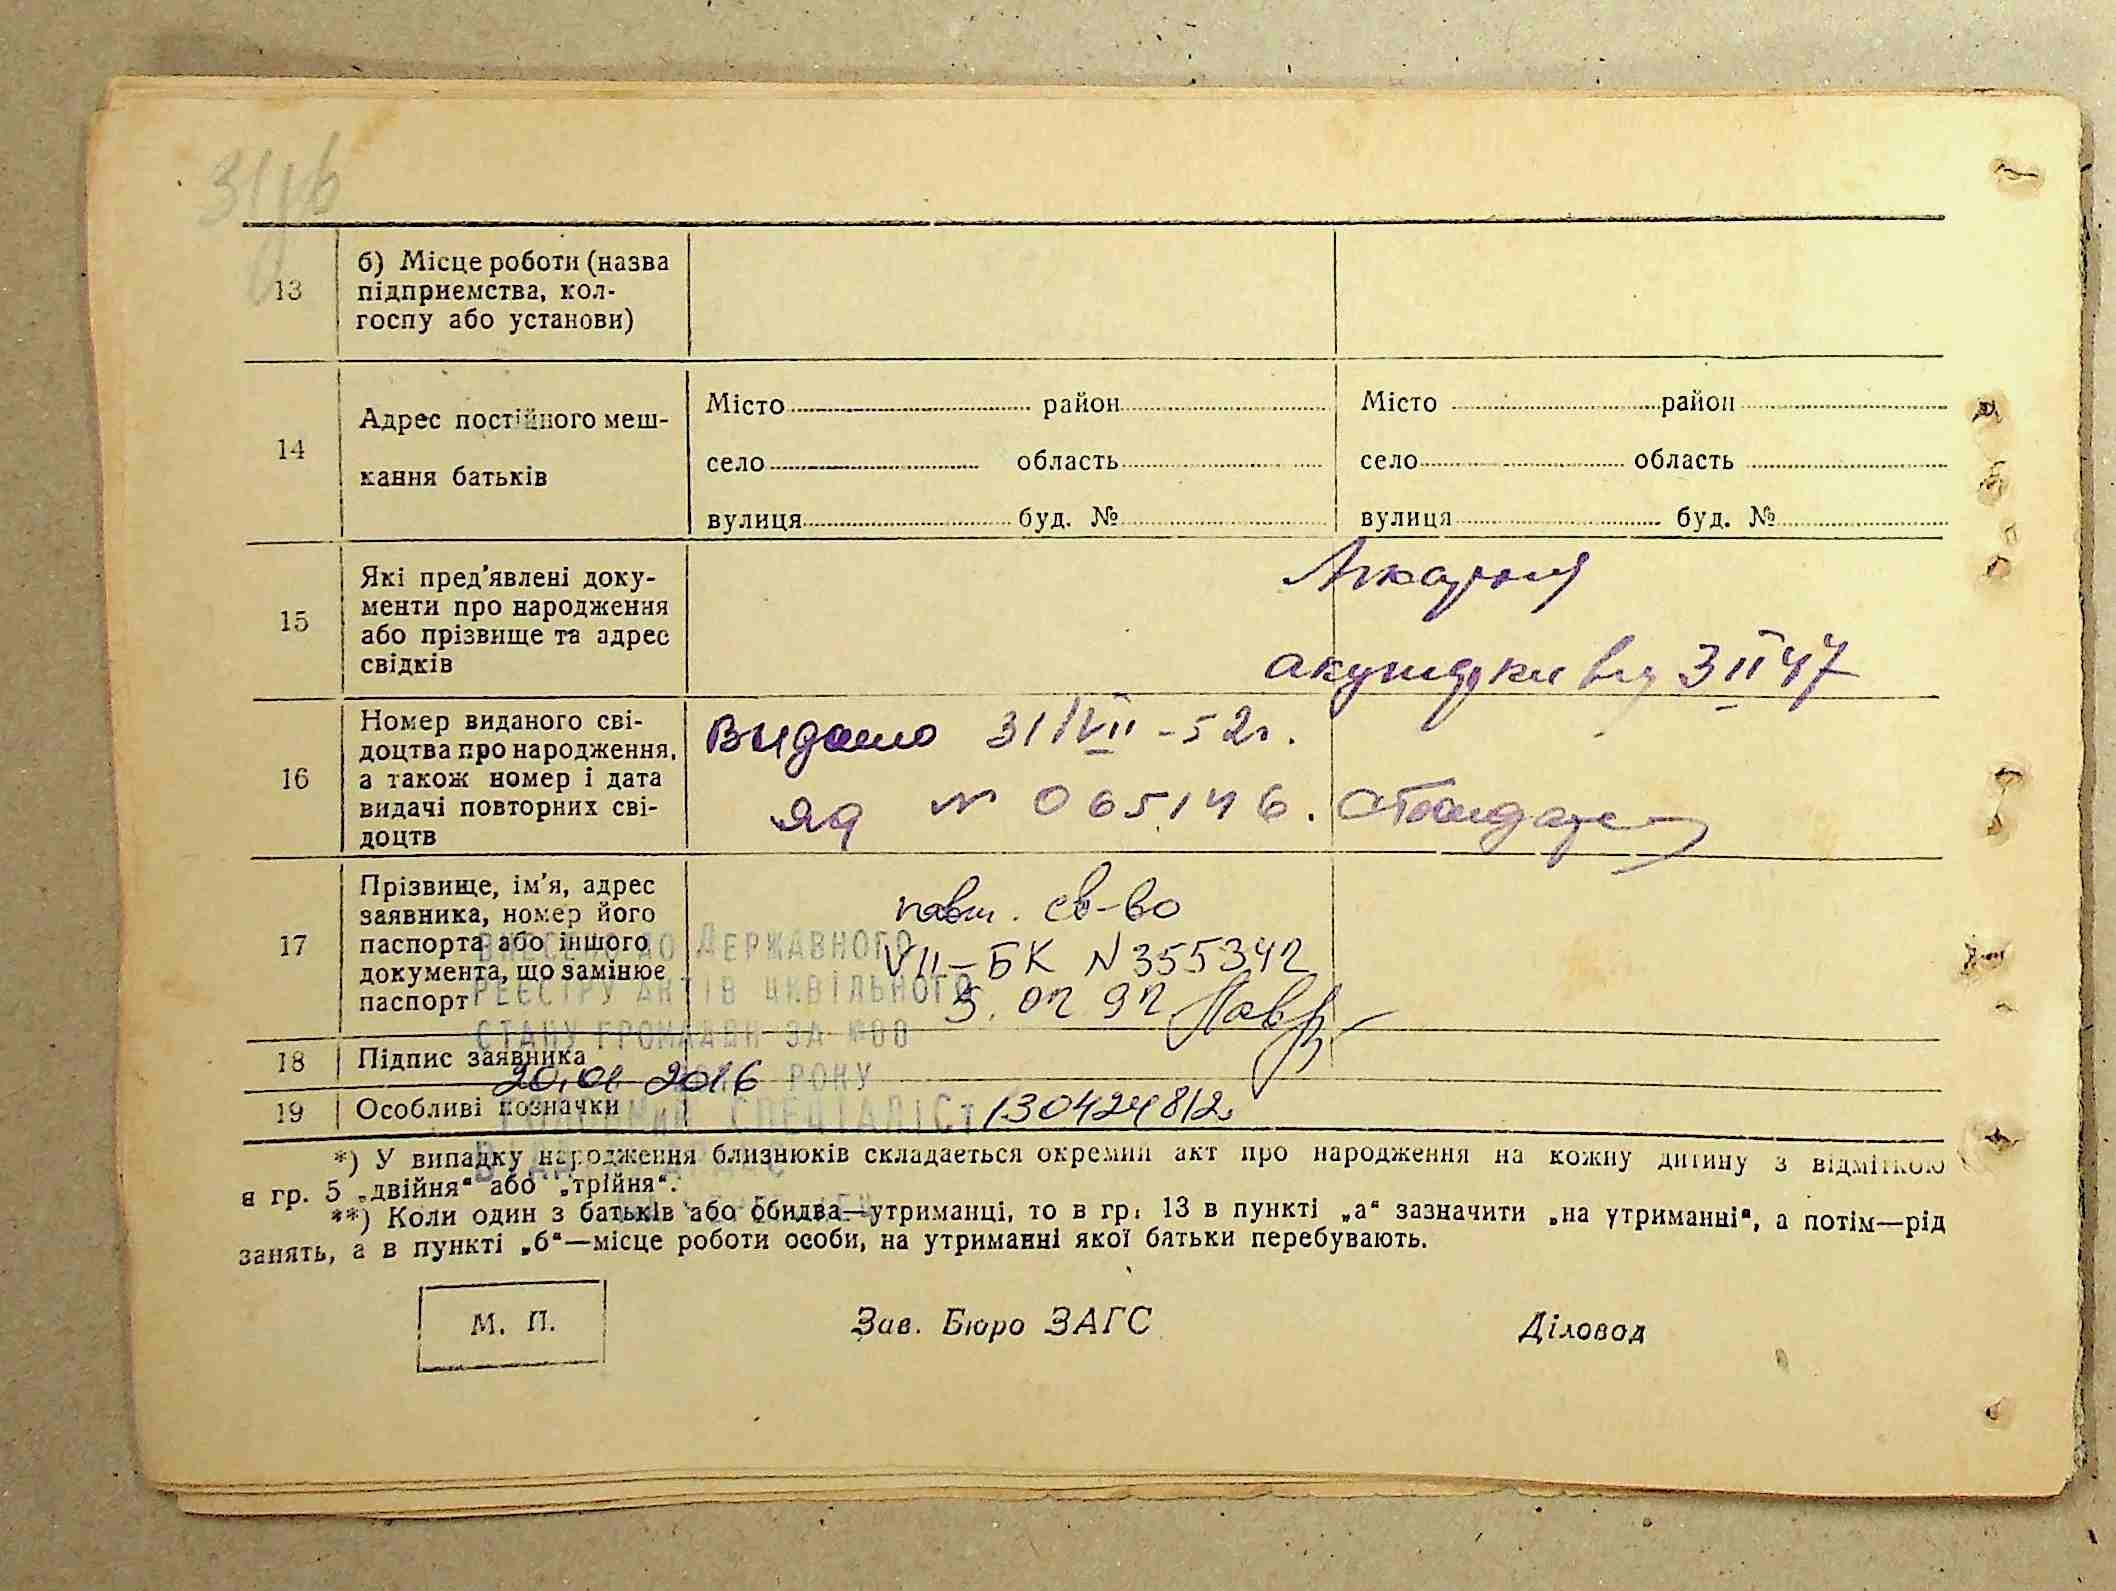 13
б) Місце роботи (назва
підприємства, кол-
госпу або установи)
14
Адрес постійного меш-
кання батьків
Місто район
село область
вулиця буд. №
Місто район
село область
вулиця буд. №
15
Які пред'явлені доку-
менти про народження
або прізвище та адрес
свідків
акушерки від 3 II 47
16
Номер виданого сві-
доцтва про народження,
а також номер і дата
видачі повторних сві-
доцтв
Видано 31/VII-52г.
ЯЯ № 065146.
17
Прізвище, ім'я, адрес
заявника, номер його
паспорта або іншого
документа, що замінює
паспорт
повт. св-во
VII-БК N 355342
5. 02 92
ВНЕСЕНО ДО ДЕРЖАВНОГО
РЕЄСТРУ АКТІВ ЦИВІЛЬНОГО
СТАНУ ГРОМАДЯН ЗА №00
18
Підпис заявника
20.01 2016 РОКУ
19
Особливі позначки
ГОЛОВНИЙ СПЕЦІАЛІСТ
130424812
*) У випадку народження близнюків складається окремий акт про народження на кожну дитину з відміткою
в гр. 5 „двійня“ або „трійня“.
**) Коли один з батьків або обидва—утриманці, то в гр. 13 в пункті „а“ зазначити „на утриманні“, а потім—рід
занять, а в пункті „б“—місце роботи особи, на утриманні якої батьки перебувають.
М. П.
Зав. Бюро ЗАГС
Діловод